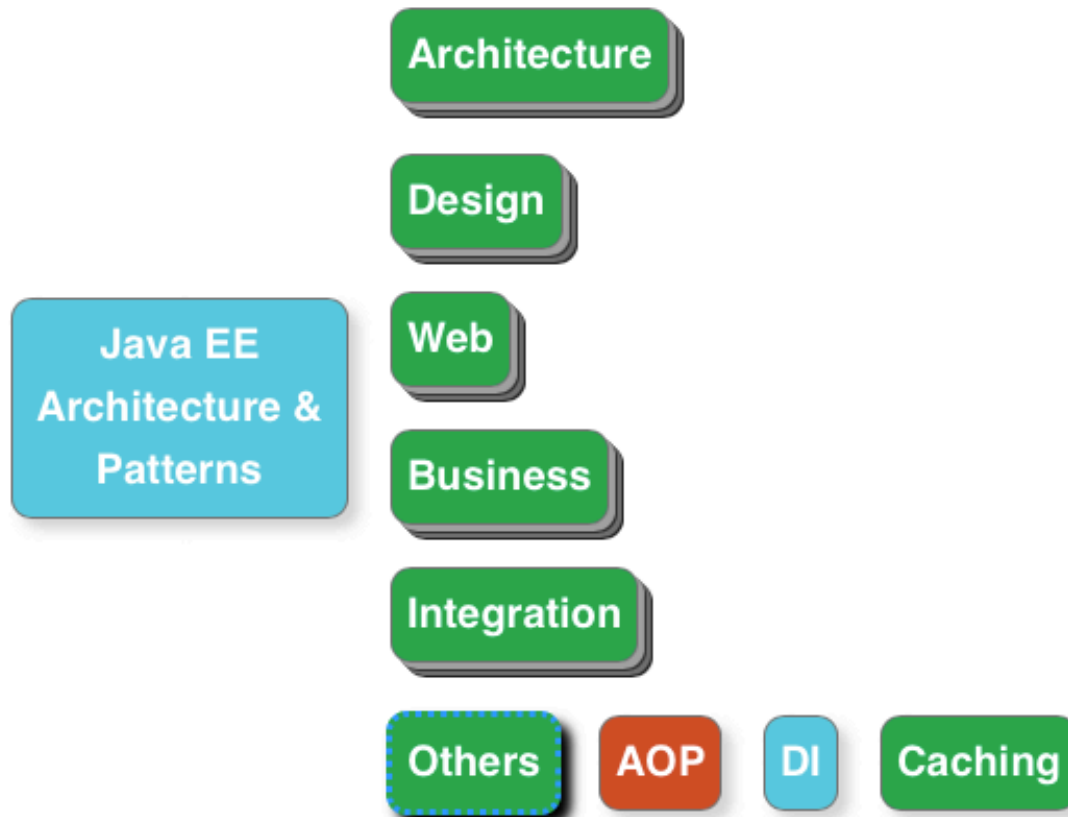 Architecture
Design
Java EE
Architecture &
Patterns
Web
Business
Integration
Others AOP DI Caching